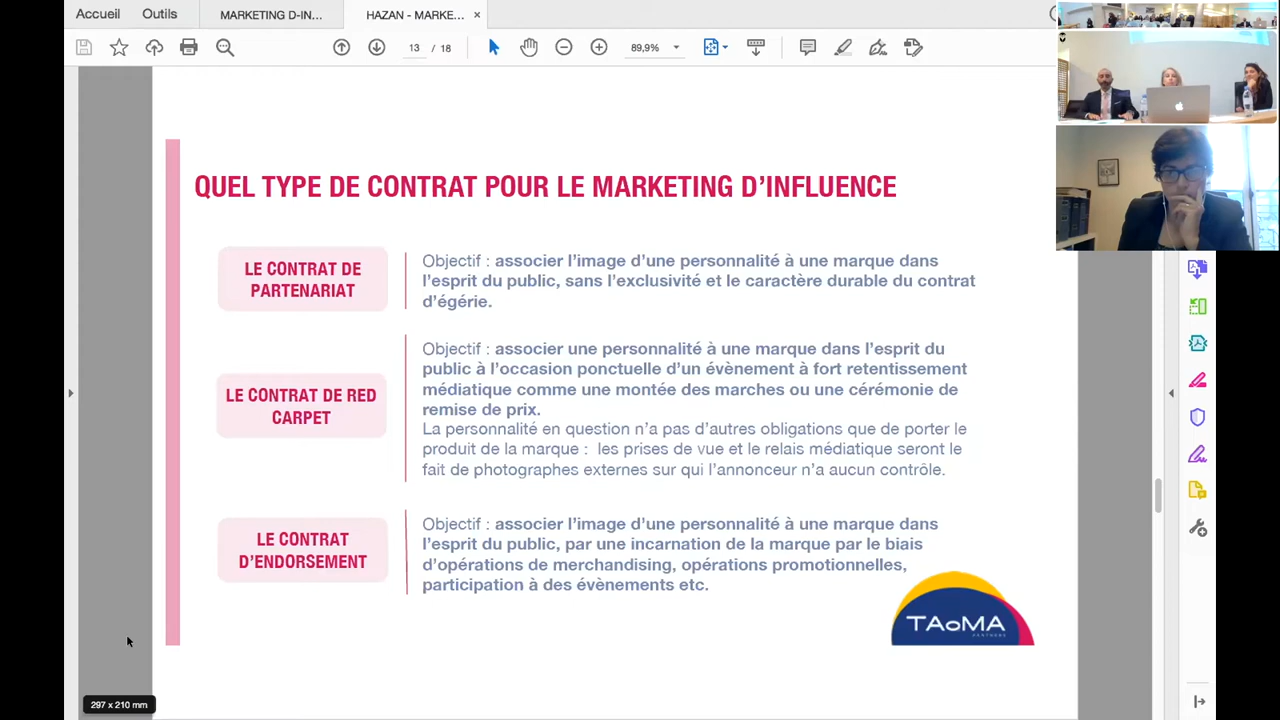 Accueil
Outils
MARKETING D-IN...
HAZAN - MARKE... ×
13 / 18
89,9%
QUEL TYPE DE CONTRAT POUR LE MARKETING D’INFLUENCE
LE CONTRAT DE
PARTENARIAT
Objectif : associer l’image d’une personnalité à une marque dans
l’esprit du public, sans l’exclusivité et le caractère durable du contrat
d’égérie.
LE CONTRAT DE RED
CARPET
Objectif : associer une personnalité à une marque dans l’esprit du
public à l’occasion ponctuelle d’un évènement à fort retentissement
médiatique comme une montée des marches ou une cérémonie de
remise de prix.
La personnalité en question n’a pas d’autres obligations que de porter le
produit de la marque : les prises de vue et le relais médiatique seront le
fait de photographes externes sur qui l’annonceur n’a aucun contrôle.
LE CONTRAT
D’ENDORSEMENT
Objectif : associer l’image d’une personnalité à une marque dans
l’esprit du public, par une incarnation de la marque par le biais
d’opérations de merchandising, opérations promotionnelles,
participation à des évènements etc.
TAoMA
PARTNERS
297 x 210 mm